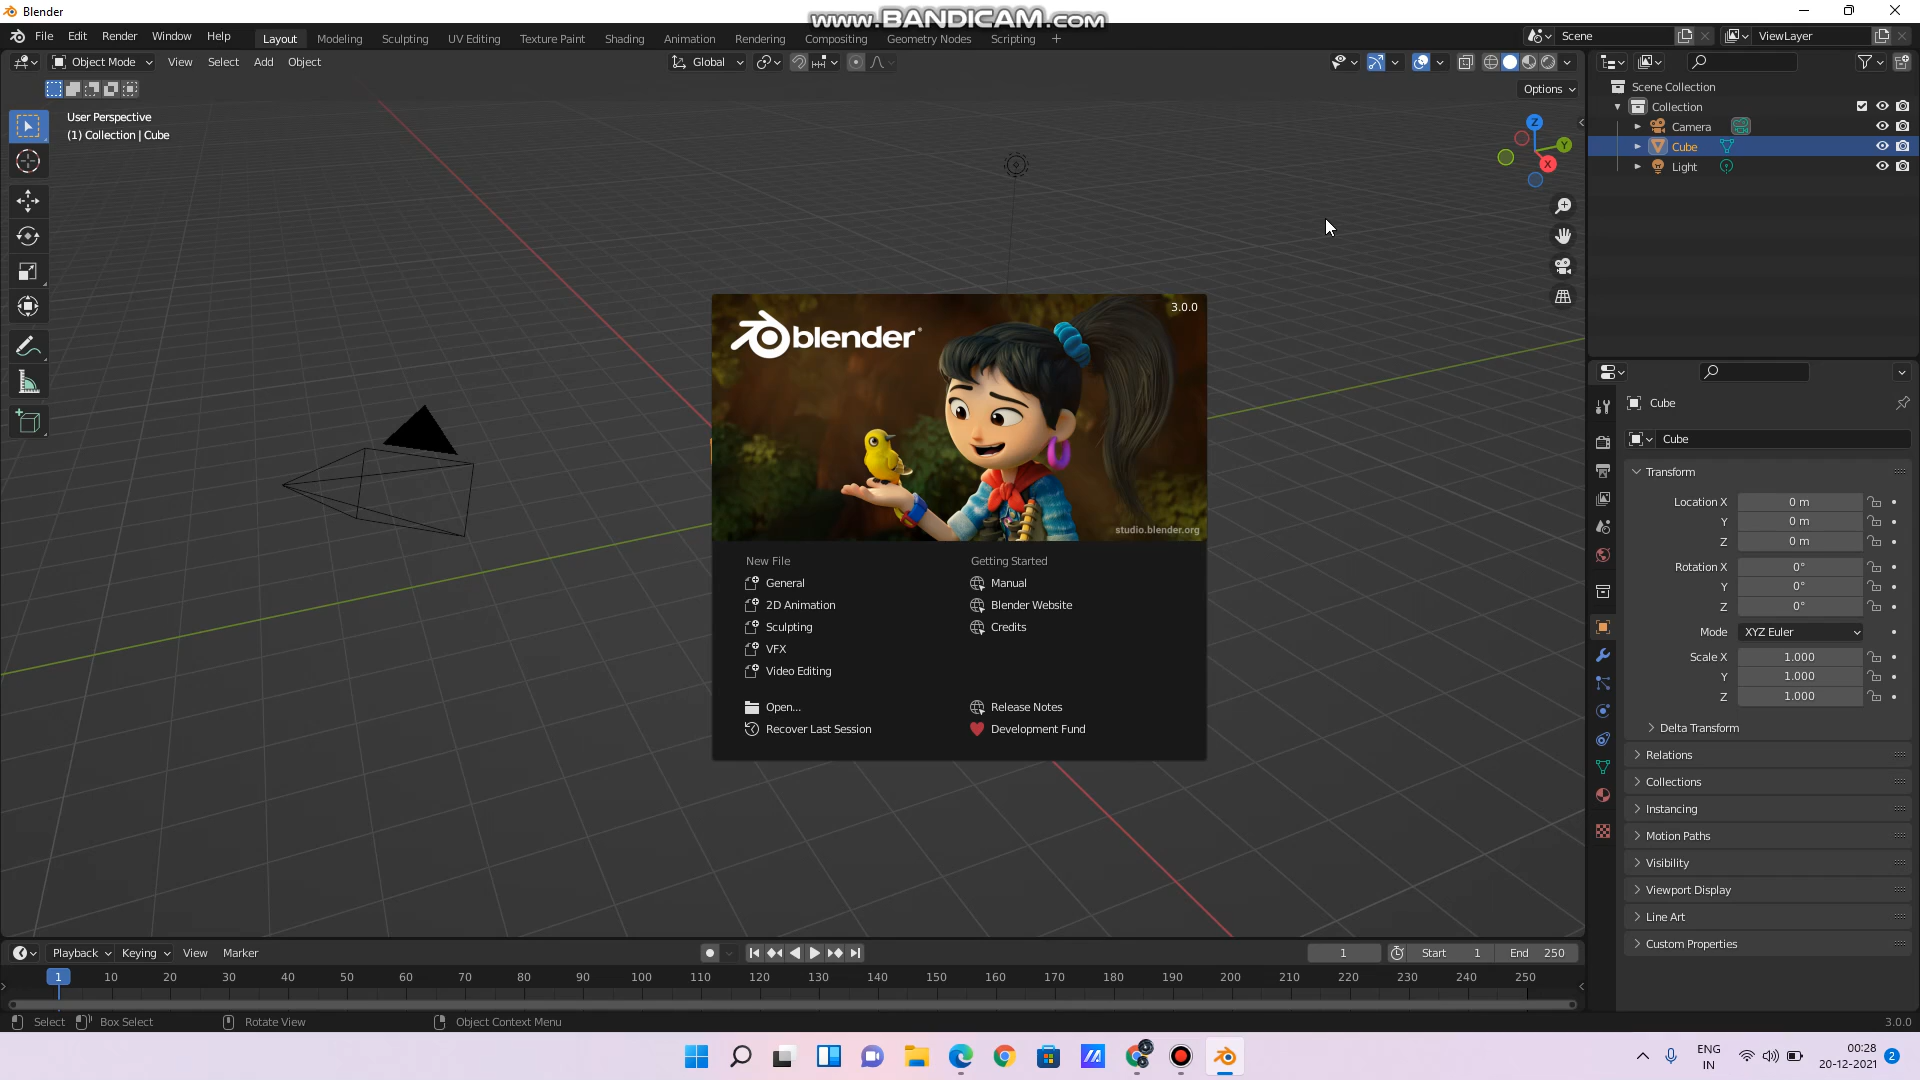 Blender
www.BANDICAM.com
File Edit Render Window Help
Layout Modeling Sculpting UV Editing Texture Paint Shading Animation Rendering Compositing Geometry Nodes Scripting +
Scene
ViewLayer
Object Mode View Select Add Object
Global
Options
User Perspective
(1) Collection | Cube
Z
Y
X
Scene Collection
Collection
Camera
Cube
Light
3.0.0
blender
studio.blender.org
New File
General
2D Animation
Sculpting
VFX
Video Editing
Open...
Recover Last Session
Getting Started
Manual
Blender Website
Credits
Release Notes
Development Fund
Cube
Cube
Transform
Location X 0 m
Y 0 m
Z 0 m
Rotation X 0°
Y 0°
Z 0°
Mode XYZ Euler
Scale X 1.000
Y 1.000
Z 1.000
Delta Transform
Relations
Collections
Instancing
Motion Paths
Visibility
Viewport Display
Line Art
Custom Properties
Playback Keying View Marker
1
Start 1
End 250
1 10 20 30 40 50 60 70 80 90 100 110 120 130 140 150 160 170 180 190 200 210 220 230 240 250
Select Box Select Rotate View Object Context Menu
3.0.0
ENG
IN
00:28
20-12-2021
2